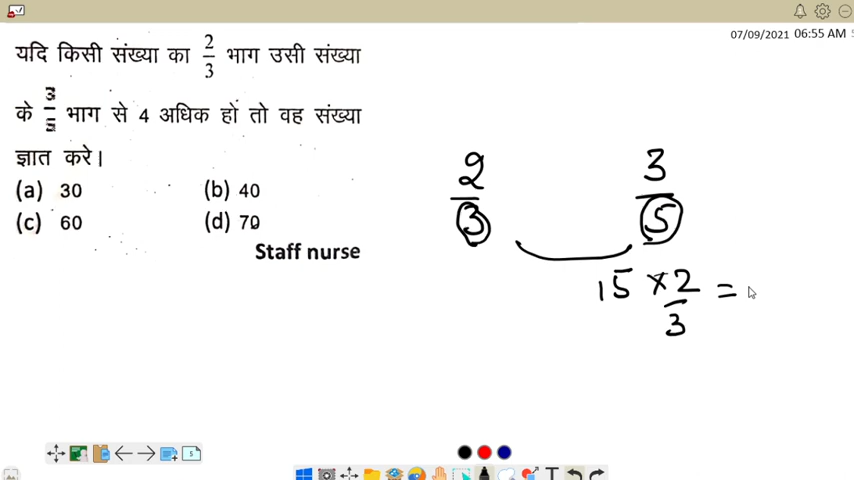 07/09/2021 06:55 AM
यदि किसी संख्या का 2/3 भाग उसी संख्या
के 3/5 भाग से 4 अधिक हो तो वह संख्या
ज्ञात करे।
(a) 30 (b) 40
(c) 60 (d) 70
Staff nurse
2/3 3/5
15 × 2/3 =
5
T